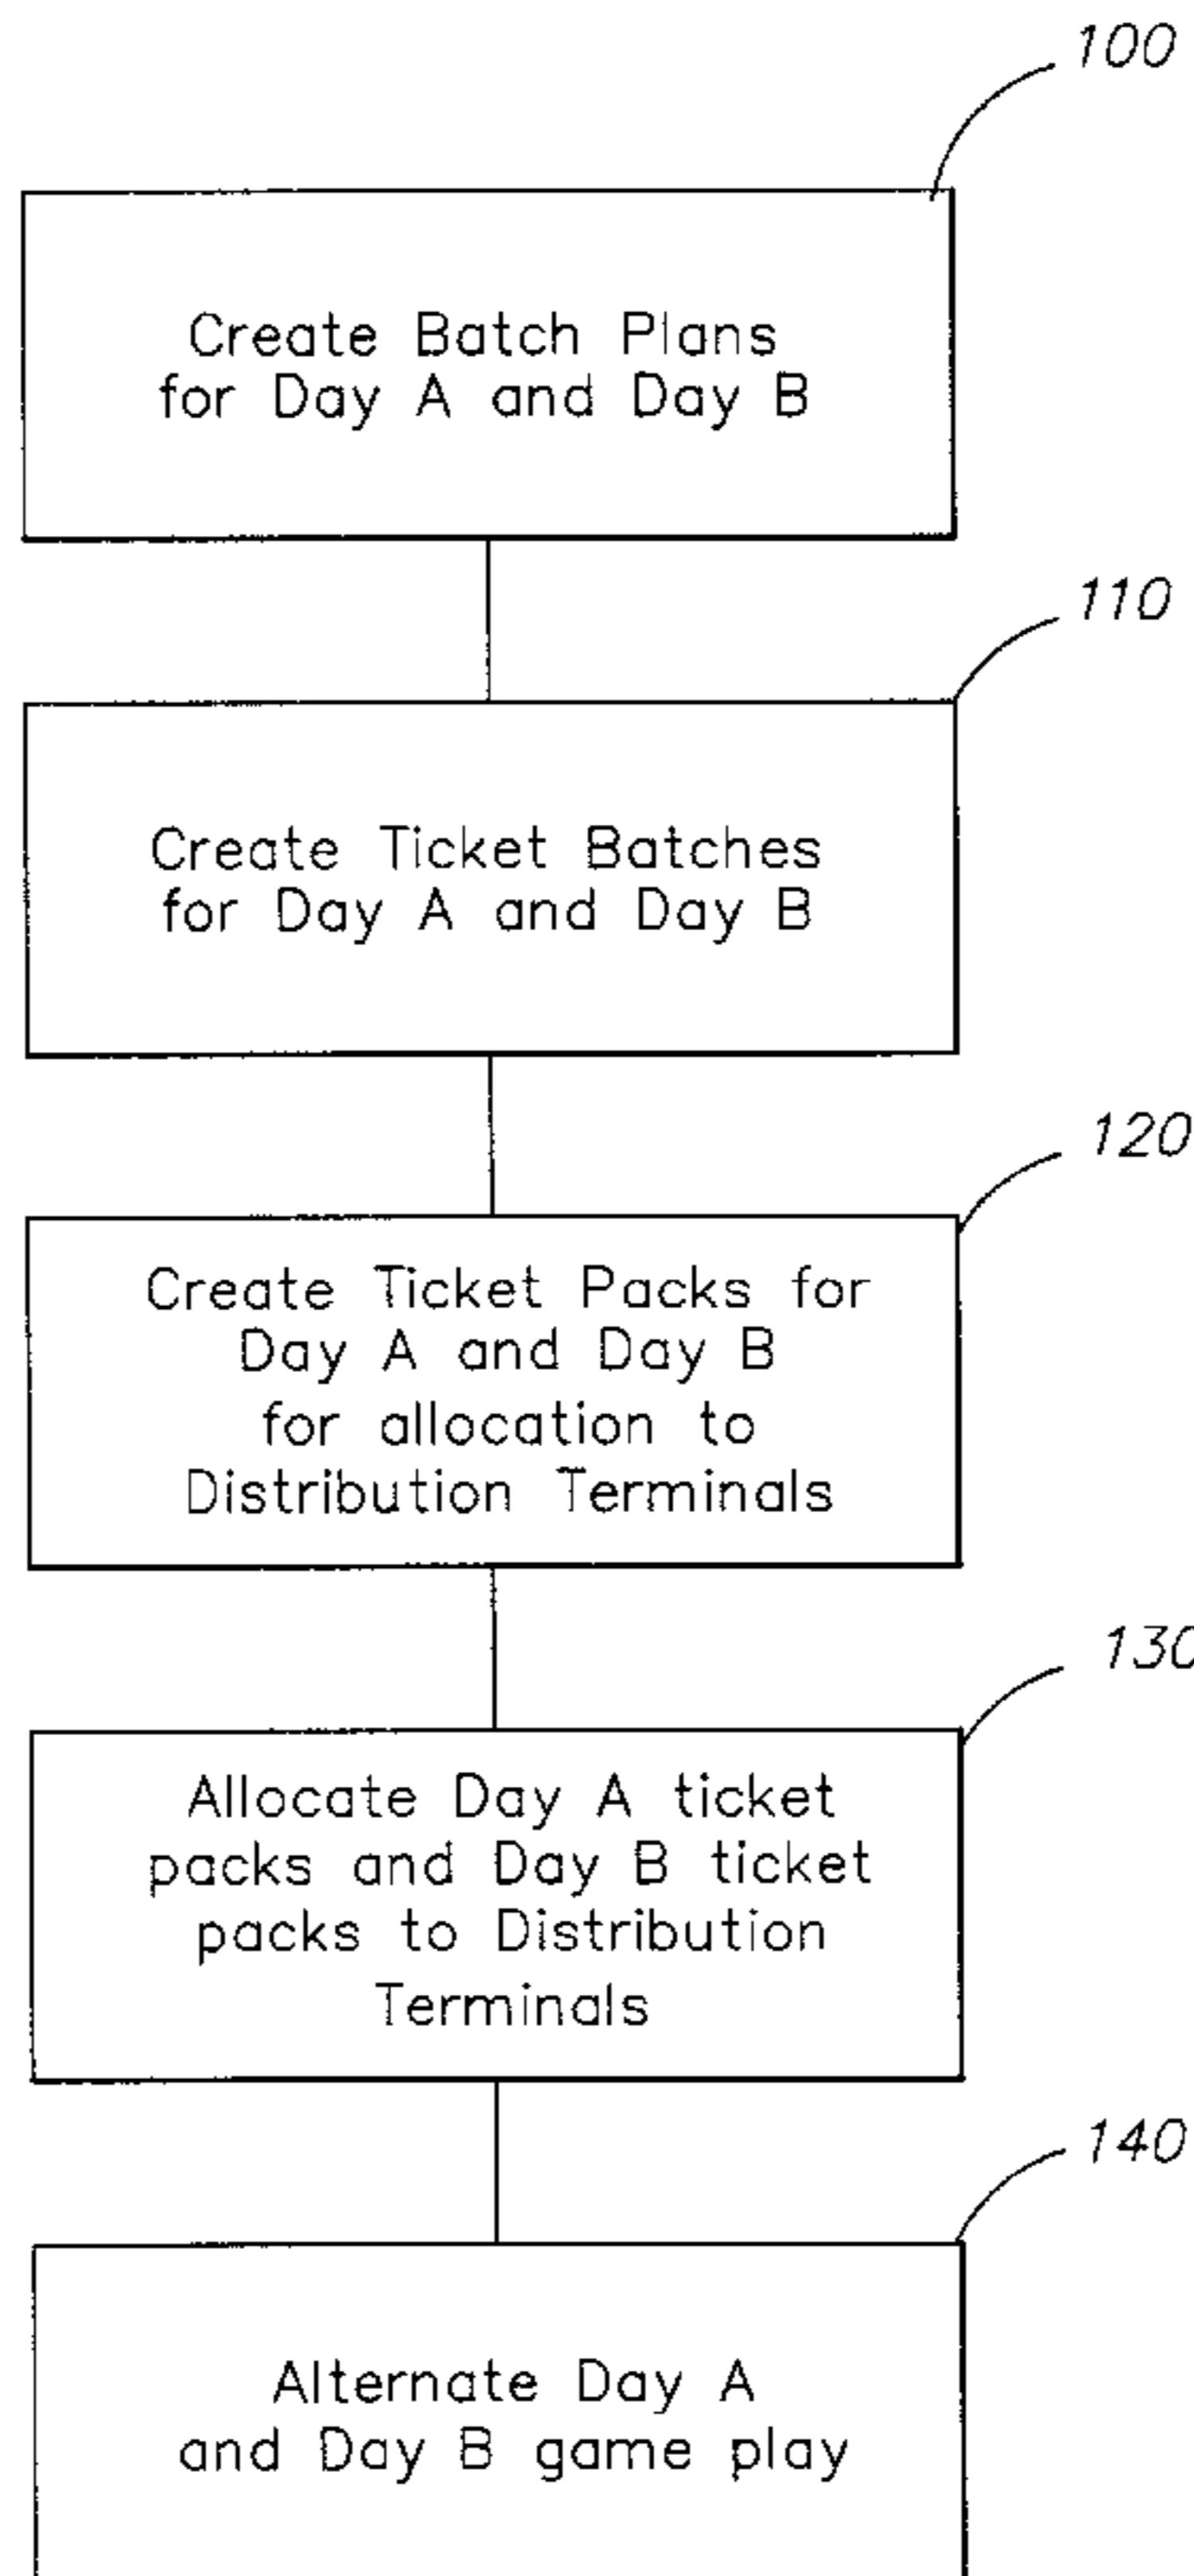 100
Create Batch Plans
for Day A and Day B
110
Create Ticket Batches
for Day A and Day B
120
Create Ticket Packs for
Day A and Day B
for allocation to
Distribution Terminals
130
Allocate Day A ticket
packs and Day B ticket
packs to Distribution
Terminals
140
Alternate Day A
and Day B game play